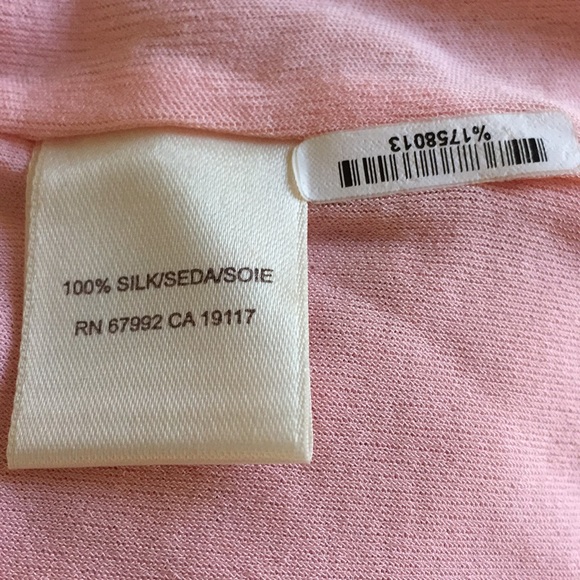 %1758013
100% SILK/SEDA/SOIE
RN 67992 CA 19117